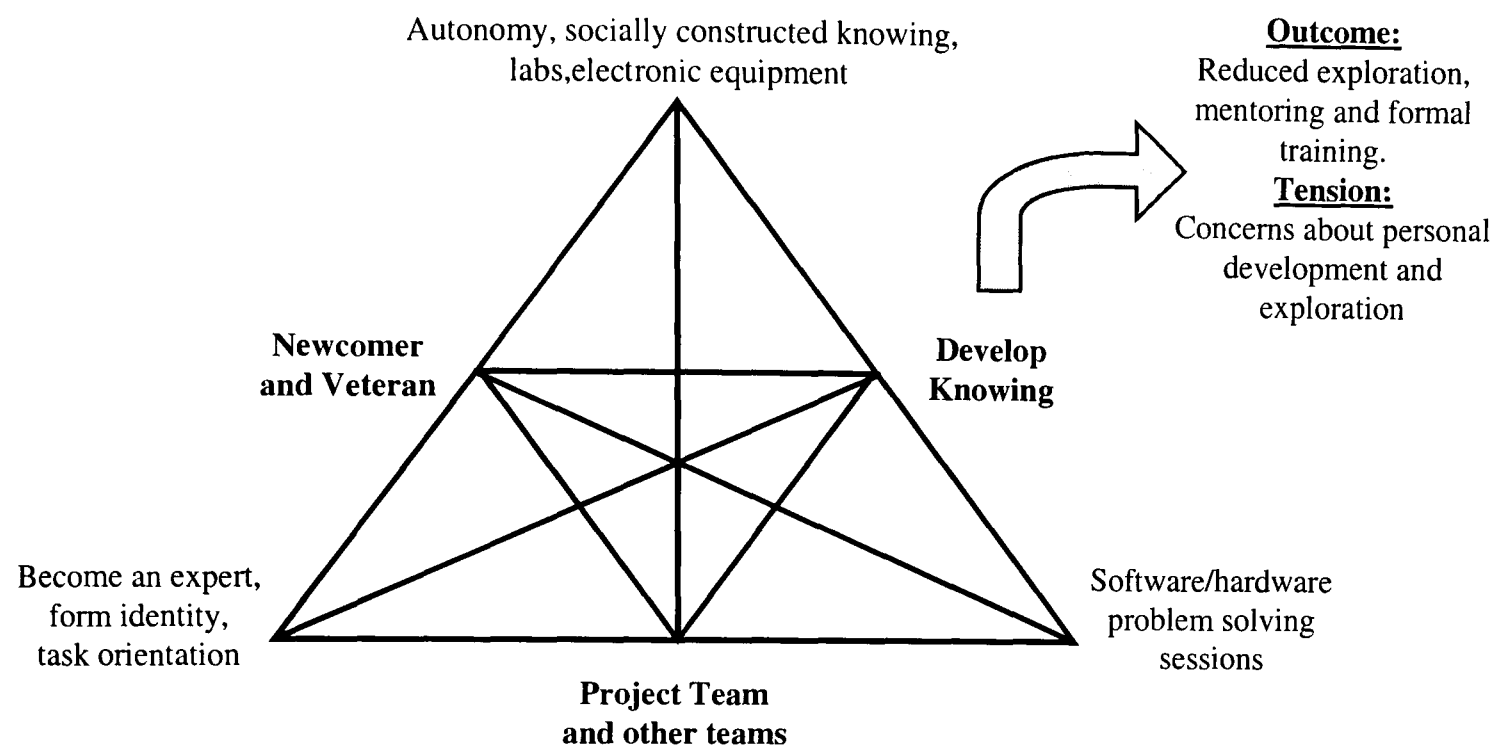 Autonomy, socially constructed knowing,
labs,electronic equipment
Outcome:
Reduced exploration,
mentoring and formal
training.
Tension:
Concerns about personal
development and
exploration
Newcomer
and Veteran
Develop
Knowing
Become an expert,
form identity,
task orientation
Software/hardware
problem solving
sessions
Project Team
and other teams